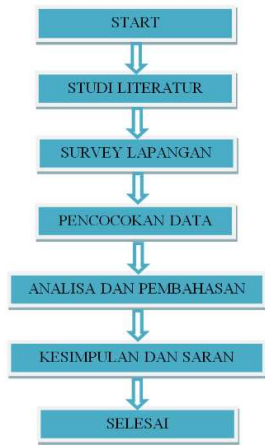 START
STUDI LITERATUR
SURVEY LAPANGAN
PENCOCOKAN DATA
ANALISA DAN PEMBAHASAN
KESIMPULAN DAN SARAN
SELESAI